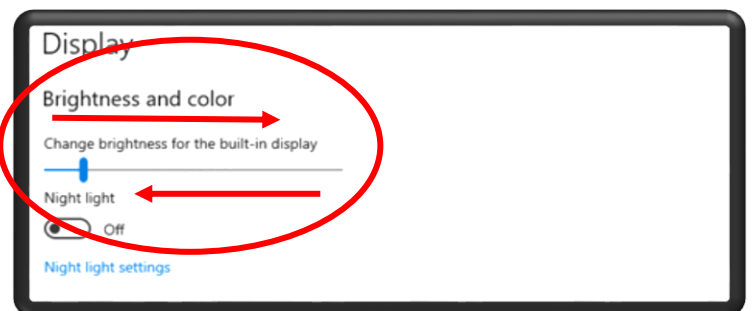 Display
Brightness and color
Change brightness for the built-in display
Night light
Off
Night light settings